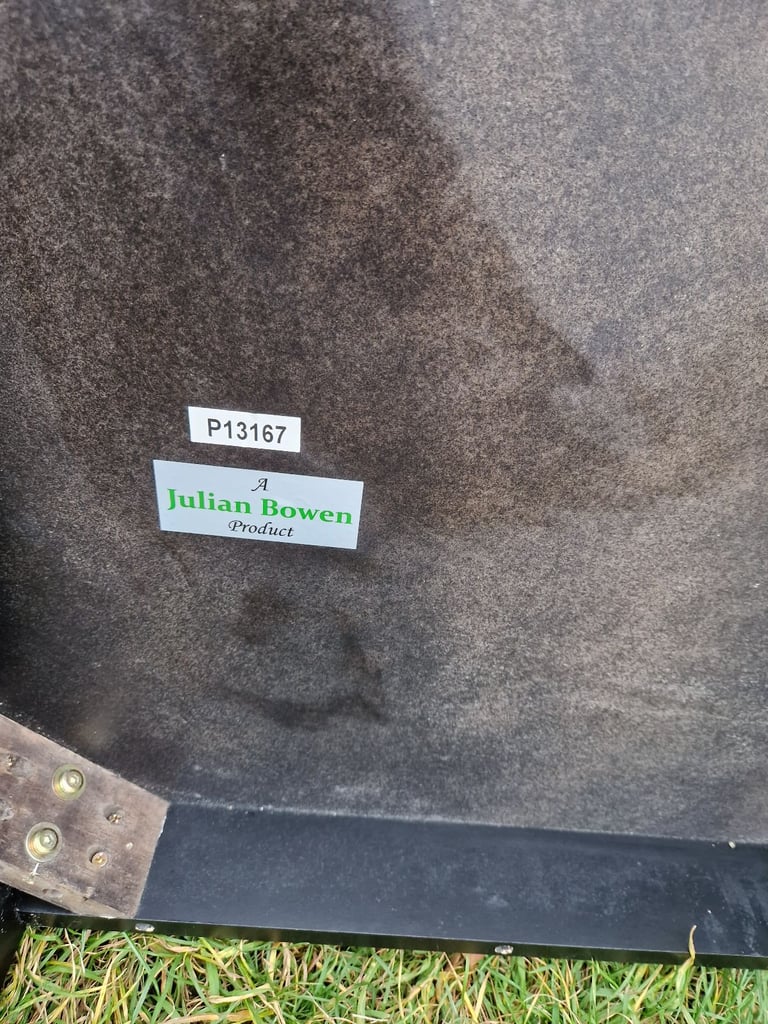 P13167
A
Julian Bowen
Product